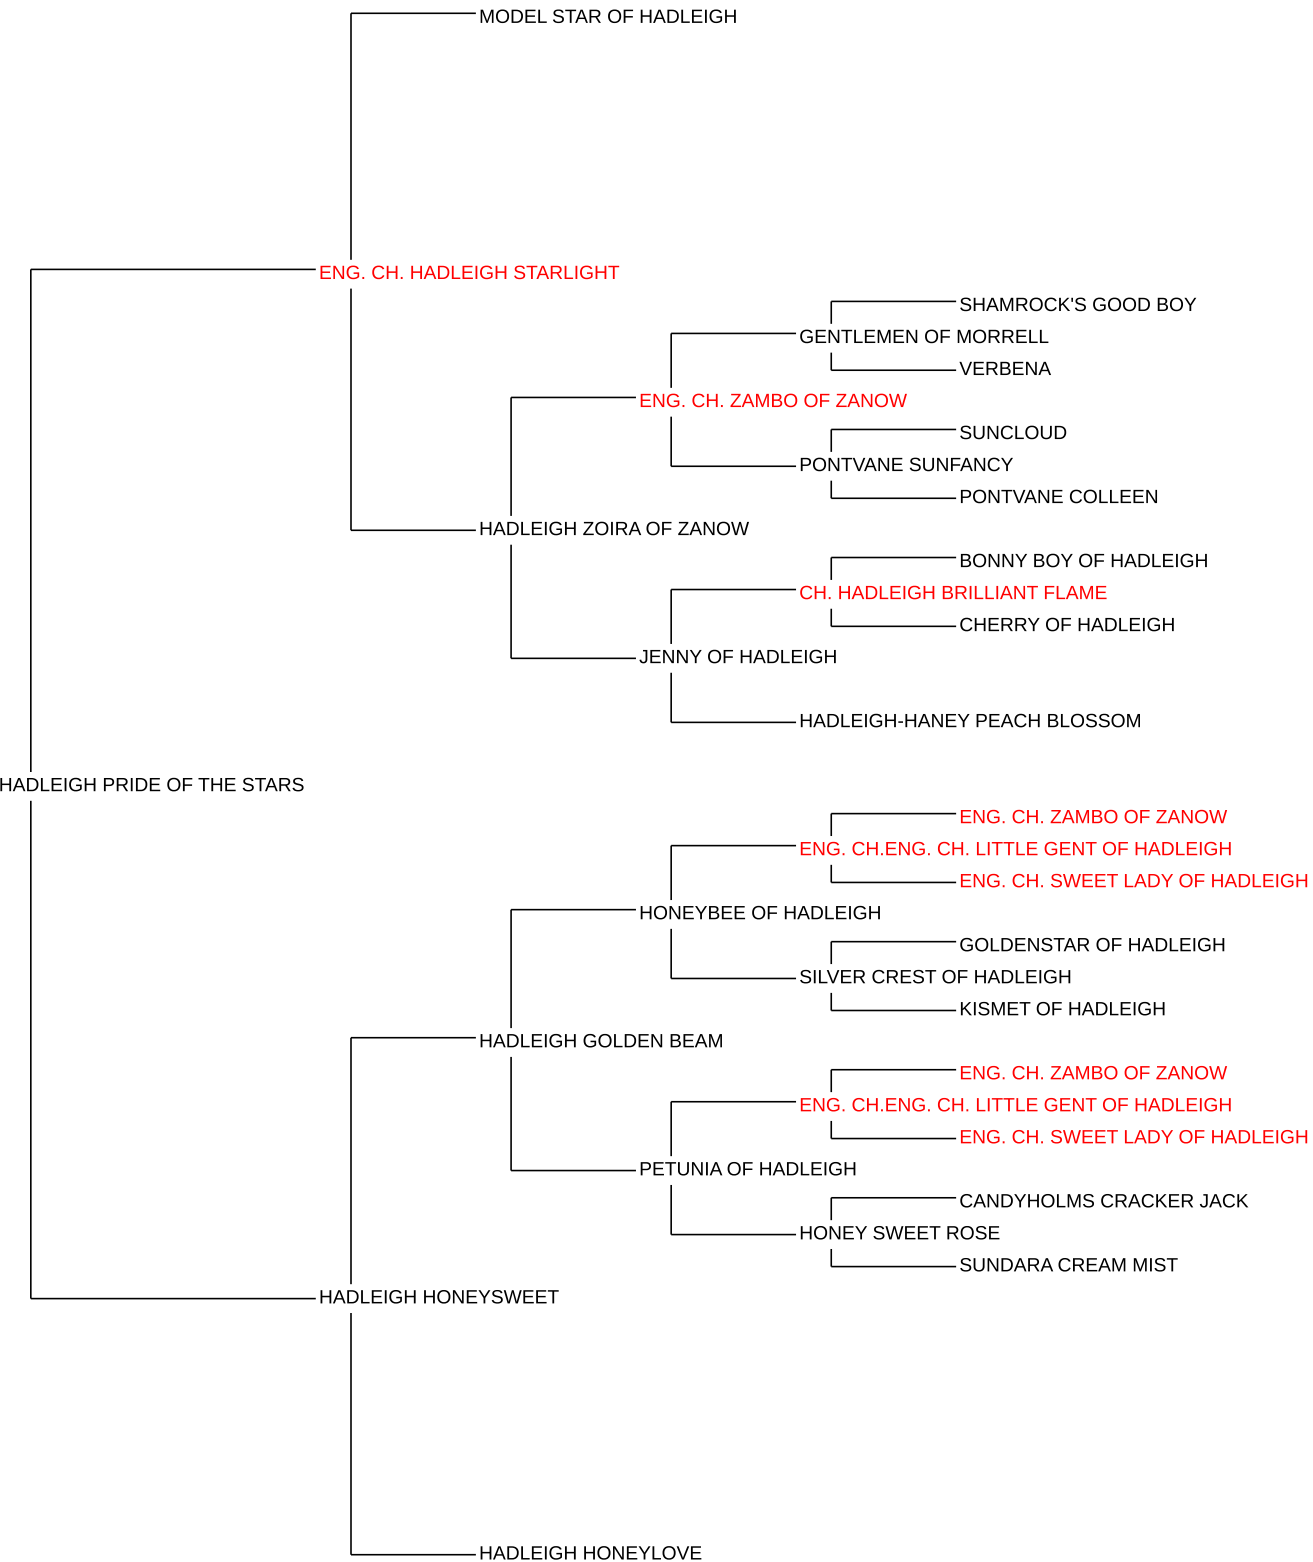 MODEL STAR OF HADLEIGH
ENG. CH. HADLEIGH STARLIGHT
SHAMROCK'S GOOD BOY
GENTLEMEN OF MORRELL
VERBENA
ENG. CH. ZAMBO OF ZANOW
SUNCLOUD
PONTVANE SUNFANCY
PONTVANE COLLEEN
HADLEIGH ZOIRA OF ZANOW
BONNY BOY OF HADLEIGH
CH. HADLEIGH BRILLIANT FLAME
CHERRY OF HADLEIGH
JENNY OF HADLEIGH
HADLEIGH-HANEY PEACH BLOSSOM
HADLEIGH PRIDE OF THE STARS
ENG. CH. ZAMBO OF ZANOW
ENG. CH.ENG. CH. LITTLE GENT OF HADLEIGH
ENG. CH. SWEET LADY OF HADLEIGH
HONEYBEE OF HADLEIGH
GOLDENSTAR OF HADLEIGH
SILVER CREST OF HADLEIGH
KISMET OF HADLEIGH
HADLEIGH GOLDEN BEAM
ENG. CH. ZAMBO OF ZANOW
ENG. CH.ENG. CH. LITTLE GENT OF HADLEIGH
ENG. CH. SWEET LADY OF HADLEIGH
PETUNIA OF HADLEIGH
CANDYHOLMS CRACKER JACK
HONEY SWEET ROSE
SUNDARA CREAM MIST
HADLEIGH HONEYSWEET
HADLEIGH HONEYLOVE